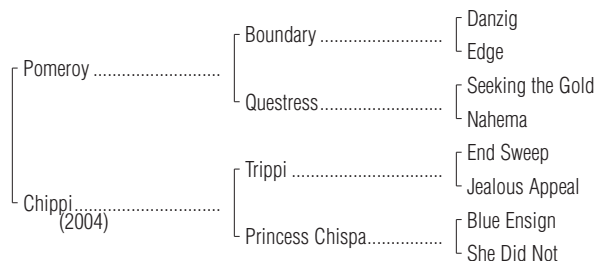 Danzig
Boundary ..........................
Edge
Pomeroy ...........................
Seeking the Gold
Questress..........................
Nahema
End Sweep
Trippi ................................
Jealous Appeal
Chippi...............................
(2004)
Blue Ensign
Princess Chispa................
She Did Not